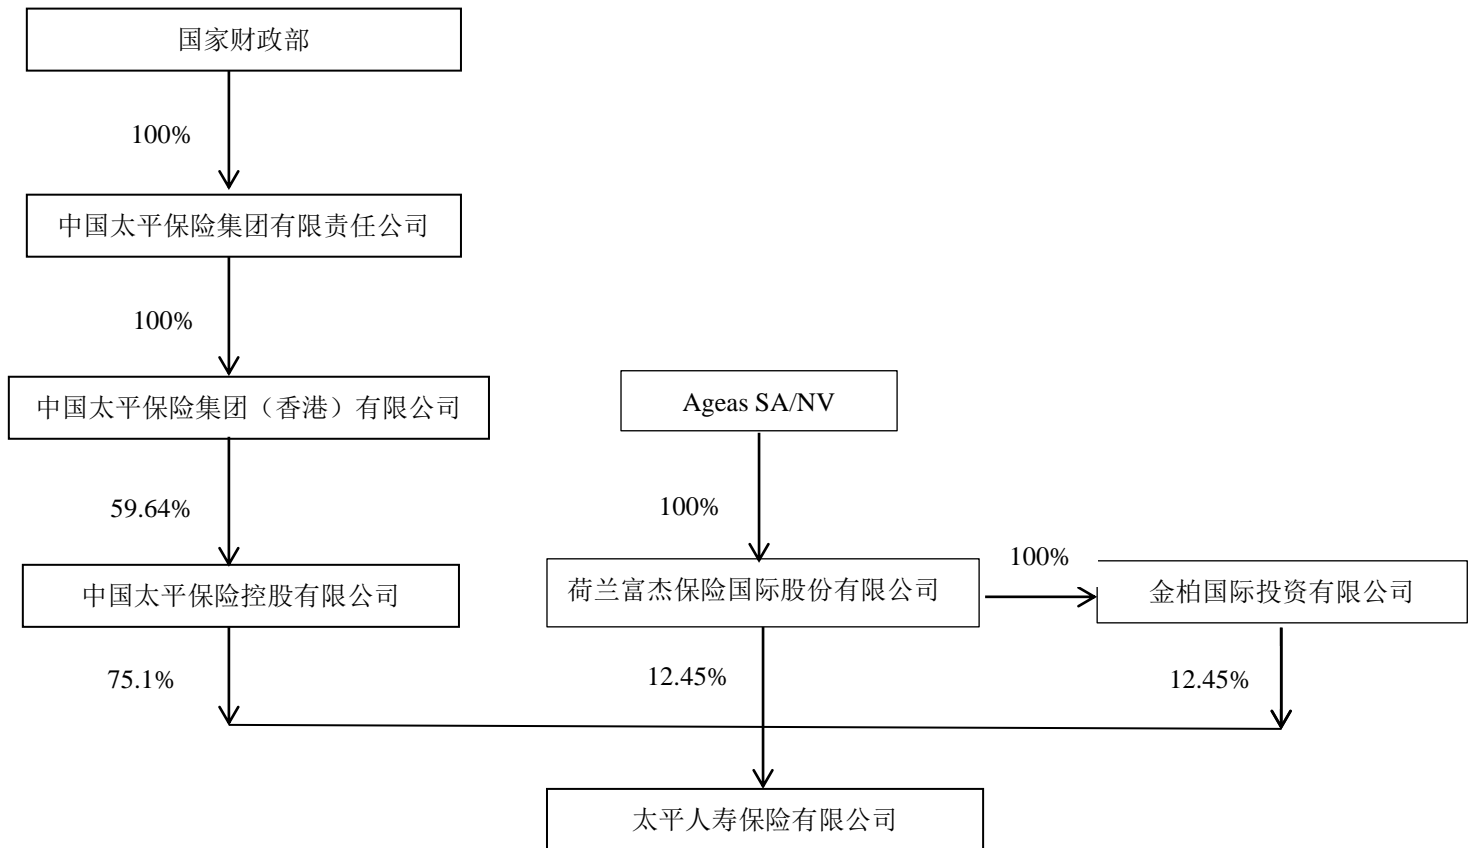 国家财政部
100%
中国太平保险集团有限责任公司
100%
中国太平保险集团（香港）有限公司
Ageas SA/NV
59.64%
100%
100%
中国太平保险控股有限公司
荷兰富杰保险国际股份有限公司
金柏国际投资有限公司
75.1%
12.45%
12.45%
太平人寿保险有限公司